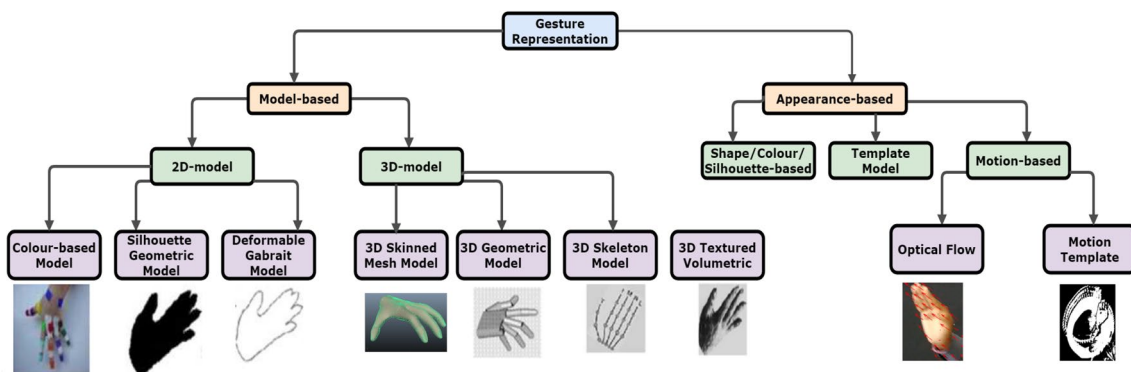 Gesture
Representation
Model-based
Appearance-based
2D-model
3D-model
Shape/Colour/
Silhouette-based
Template
Model
Motion-based
Colour-based
Model
Silhouette
Geometric
Model
Deformable
Gabrait
Model
3D Skinned
Mesh Model
3D Geometric
Model
3D Skeleton
Model
3D Textured
Volumetric
Optical Flow
Motion
Template